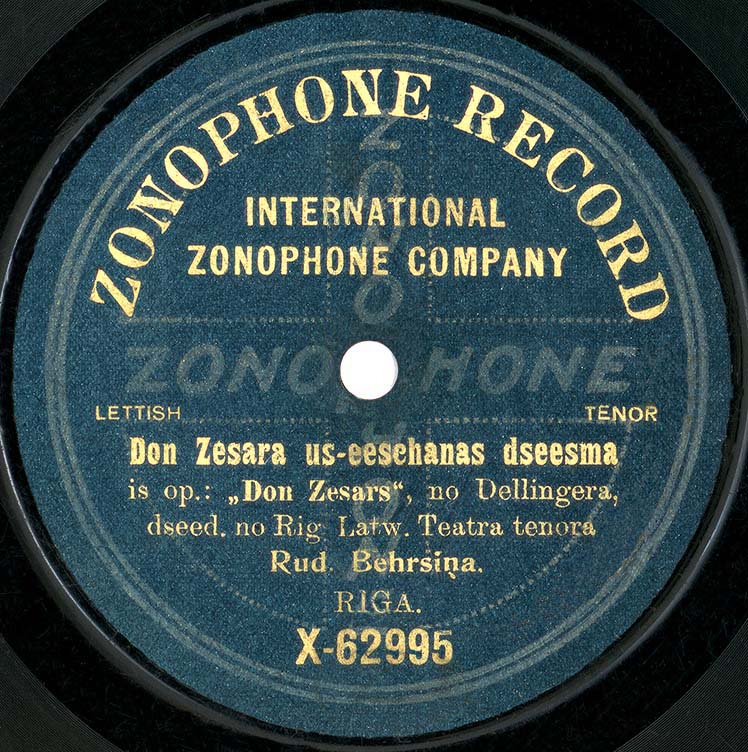 ZONOPHONE RECORD
INTERNATIONAL
ZONOPHONE COMPANY
ZONOPHONE
ZONOPHONE
LETTISH
TENOR
Don Zesara us-eeschanas dseesma
is op.: „Don Zesars“, no Dellingera,
dseed. no Rig Latw. Teatra tenora
Rud. Behrsiņa.
RIGA.
X-62995